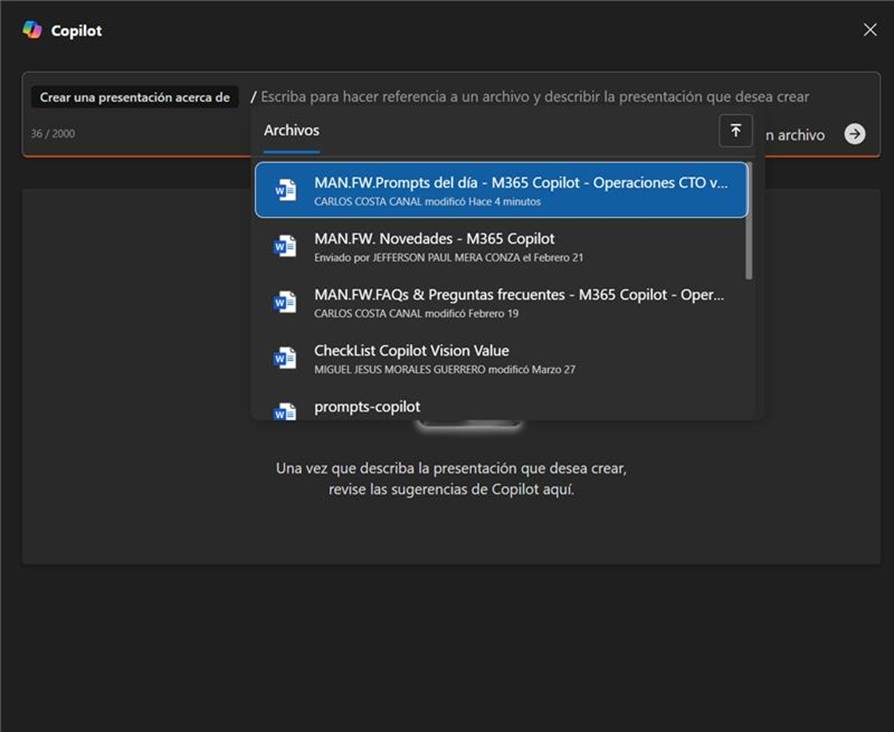 Copilot
Crear una presentación acerca de / Escriba para hacer referencia a un archivo y describir la presentación que desea crear
36 / 2000
Archivos
n archivo
MAN.FW.Prompts del día - M365 Copilot - Operaciones CTO v...
CARLOS COSTA CANAL modificó Hace 4 minutos
MAN.FW. Novedades - M365 Copilot
Enviado por JEFFERSON PAUL MERA CONZA el Febrero 21
MAN.FW.FAQs & Preguntas frecuentes - M365 Copilot - Oper...
CARLOS COSTA CANAL modificó Febrero 19
CheckList Copilot Vision Value
MIGUEL JESUS MORALES GUERRERO modificó Marzo 27
prompts-copilot
Una vez que describa la presentación que desea crear,
revise las sugerencias de Copilot aquí.